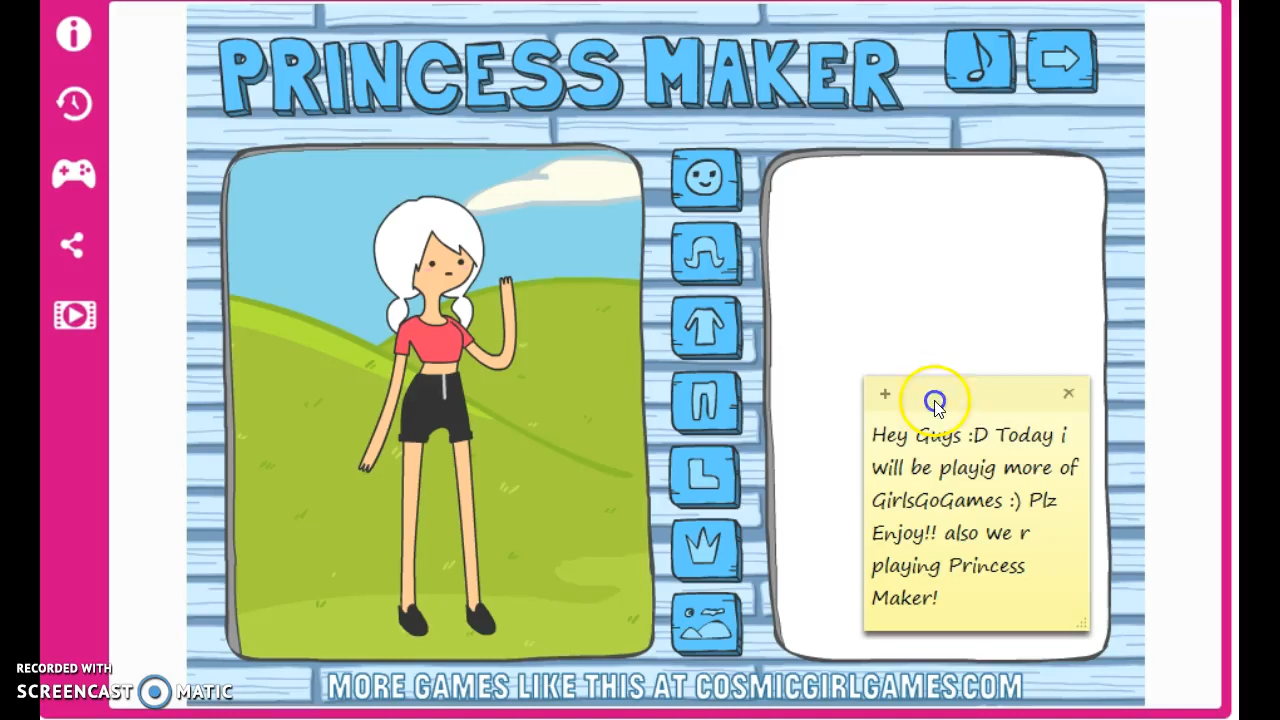 PRINCESS MAKER
Hey Guys :D Today i
will be playig more of
GirlsGoGames :) Plz
Enjoy!! also we r
playing Princess
Maker!
RECORDED WITH
SCREENCAST MATIC
MORE GAMES LIKE THIS AT COSMICGIRLGAMES.COM